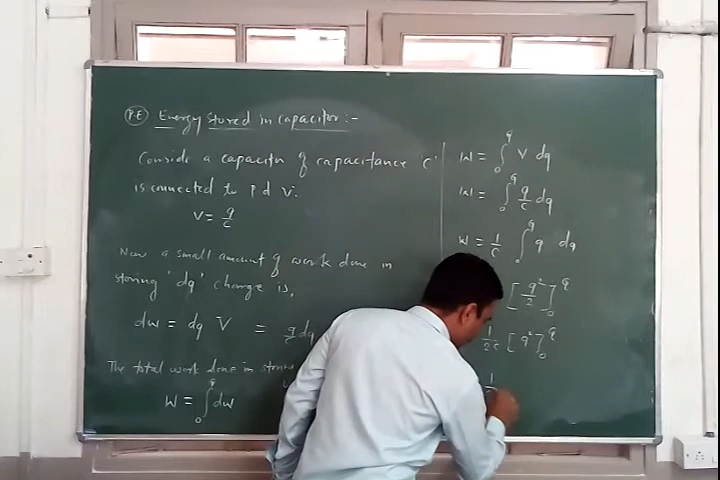 (P.E) Energy stored in capacitor :-
Conside a capacitor of capacitance 'C'
is connected to p d V.
V = q/C
Now a small amount of work done in
storing 'dq' charge is,
dw = dq V = q/C dq
The total work done in
W = ∫₀^q dw
W = ∫₀^q V dq
W = ∫₀^q q/C dq
W = 1/C ∫₀^q q dq
[q²/2]₀^q
1/2C [q²]₀^q
1